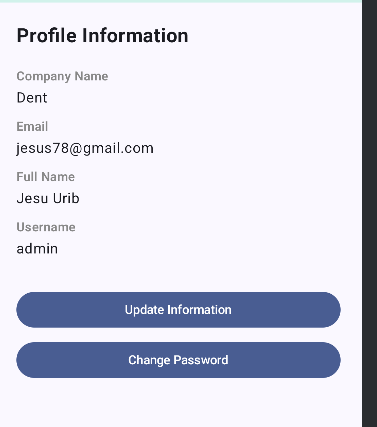 Profile Information
Company Name
Dent
Email
jesus78@gmail.com
Full Name
Jesu Urib
Username
admin
Update Information
Change Password